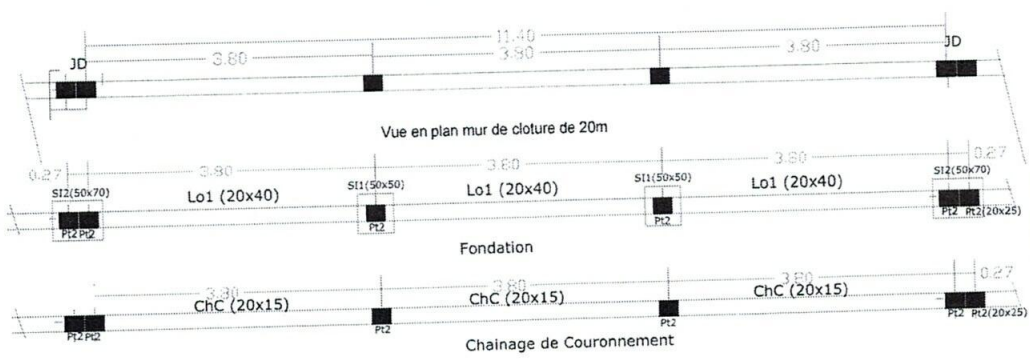 11.40
3.80 3.80 3.80
JD JD
Vue en plan mur de cloture de 20m
0.27 3.80 3.80 3.80 0.27
SI2(50x70) SI1(50x50) SI1(50x50) SI2(50x70)
Lo1 (20x40) Lo1 (20x40) Lo1 (20x40)
Pt2 Pt2 Pt2 Pt2 Pt2 Pt2(20x25)
Fondation
3.80 3.80 3.80 0.27
ChC (20x15) ChC (20x15) ChC (20x15)
Pt2 Pt2 Pt2 Pt2 Pt2 Pt2(20x25)
Chainage de Couronnement